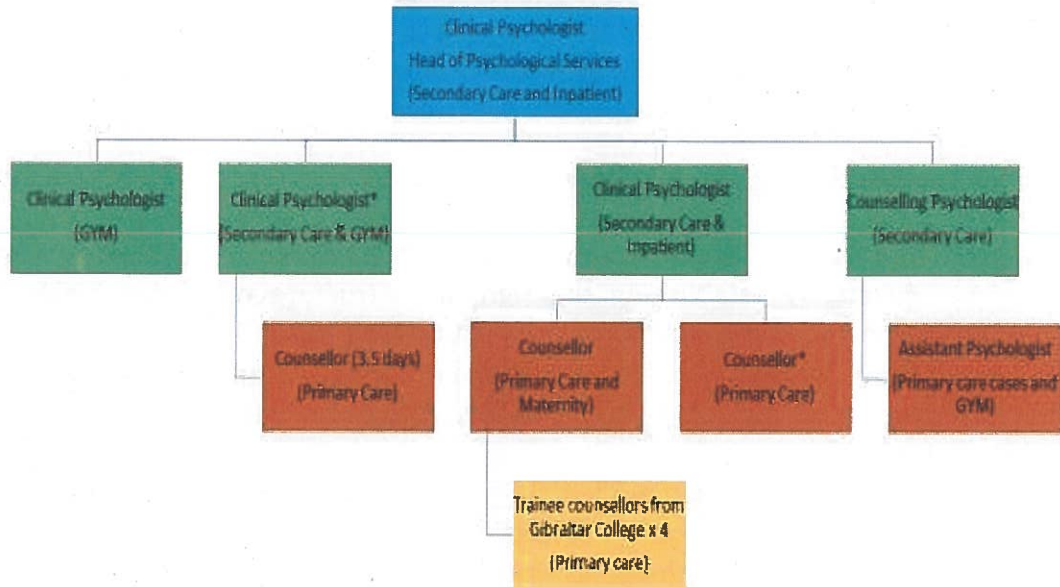 Clinical Psychologist
Head of Psychological Services
(Secondary Care and Inpatient)
Clinical Psychologist
(GYM)
Clinical Psychologist*
(Secondary Care & GYM)
Clinical Psychologist
(Secondary Care &
Inpatient)
Counselling Psychologist
(Secondary Care)
Counsellor (3.5 days)
(Primary Care)
Counsellor
(Primary Care and
Maternity)
Counsellor*
(Primary Care)
Assistant Psychologist
(Primary care cases and
GYM)
Trainee counsellors from
Gibraltar College x 4
(Primary care)